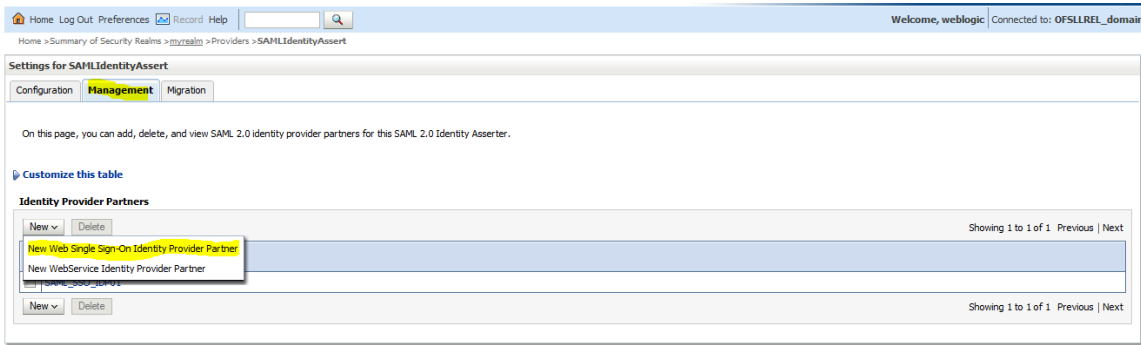 Home Log Out Preferences Record Help Welcome, weblogic Connected to: OFSLLREL_domain
Home >Summary of Security Realms >myrealm >Providers >SAMLIdentityAssert
Settings for SAMLIdentityAssert
Configuration Management Migration
On this page, you can add, delete, and view SAML 2.0 identity provider partners for this SAML 2.0 Identity Asserter.
Customize this table
Identity Provider Partners
New Delete Showing 1 to 1 of 1 Previous | Next
New Web Single Sign-On Identity Provider Partner
New WebService Identity Provider Partner
SAML_SSO_IDP01
New Delete Showing 1 to 1 of 1 Previous | Next